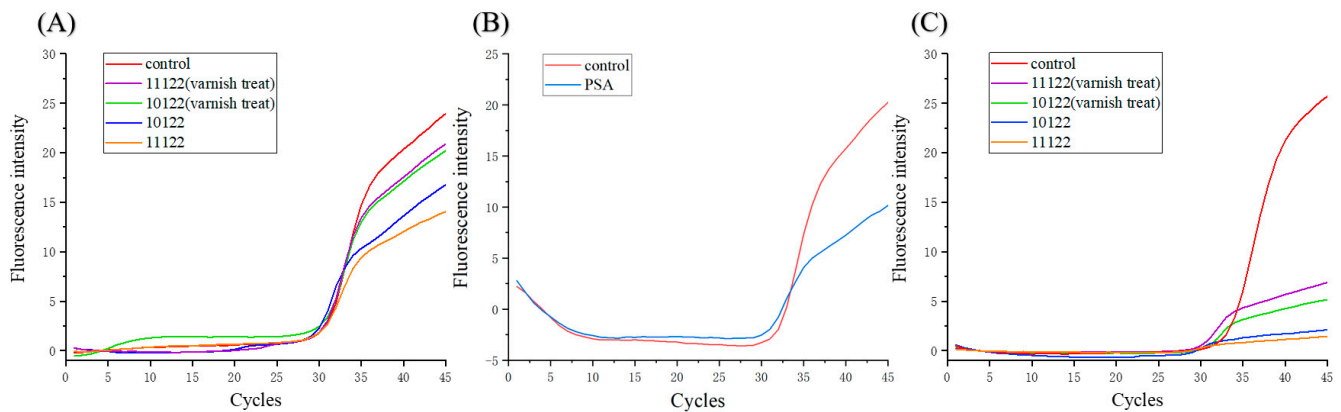 (A)
30
25
20
15
10
5
0
0 5 10 15 20 25 30 35 40 45
Fluorescence intensity
Cycles
control
11122(varnish treat)
10122(varnish treat)
10122
11122
(B)
25
20
15
10
5
0
−5
0 5 10 15 20 25 30 35 40 45
Fluorescence intensity
Cycles
control
PSA
(C)
30
25
20
15
10
5
0
0 5 10 15 20 25 30 35 40 45
Fluorescence intensity
Cycles
control
11122(varnish treat)
10122(varnish treat)
10122
11122